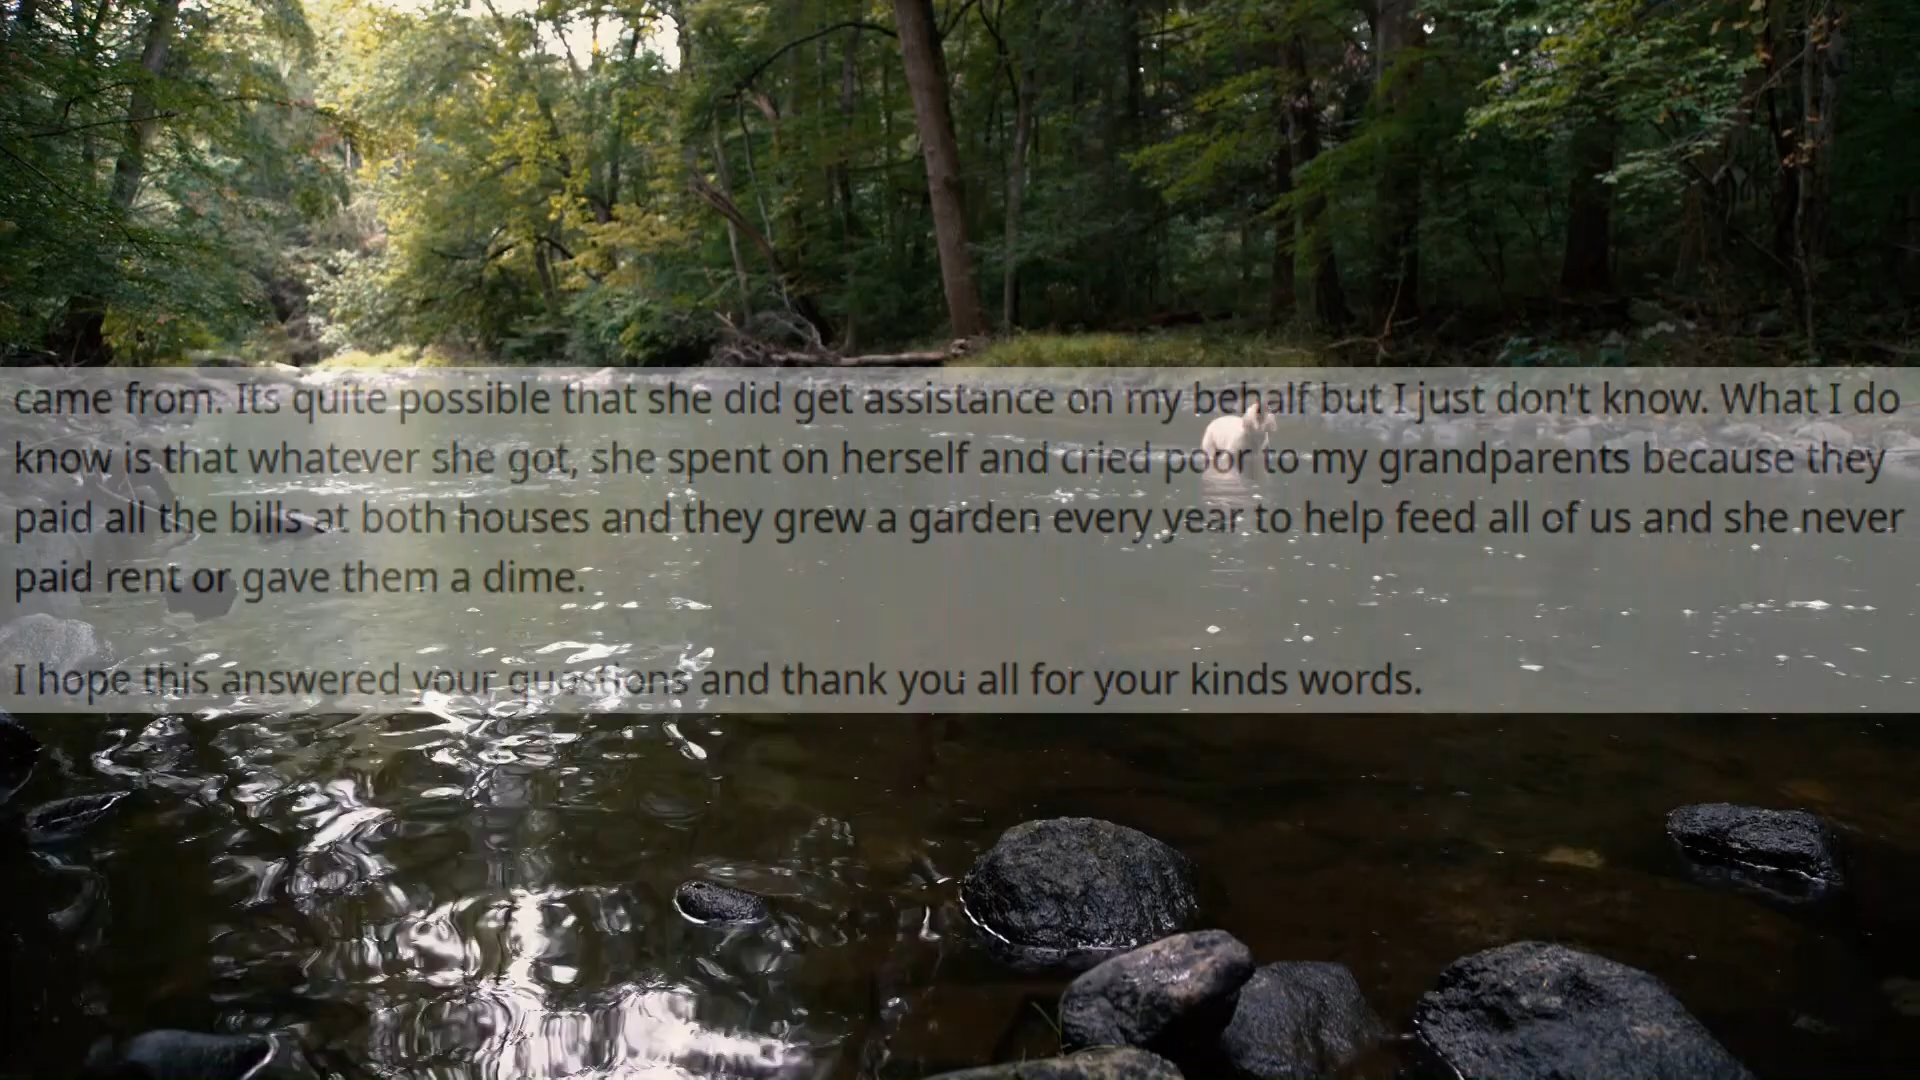 came from. Its quite possible that she did get assistance on my behalf but I just don't know. What I do
know is that whatever she got, she spent on herself and cried poor to my grandparents because they
paid all the bills at both houses and they grew a garden every year to help feed all of us and she never
paid rent or gave them a dime.
I hope this answered your questions and thank you all for your kinds words.